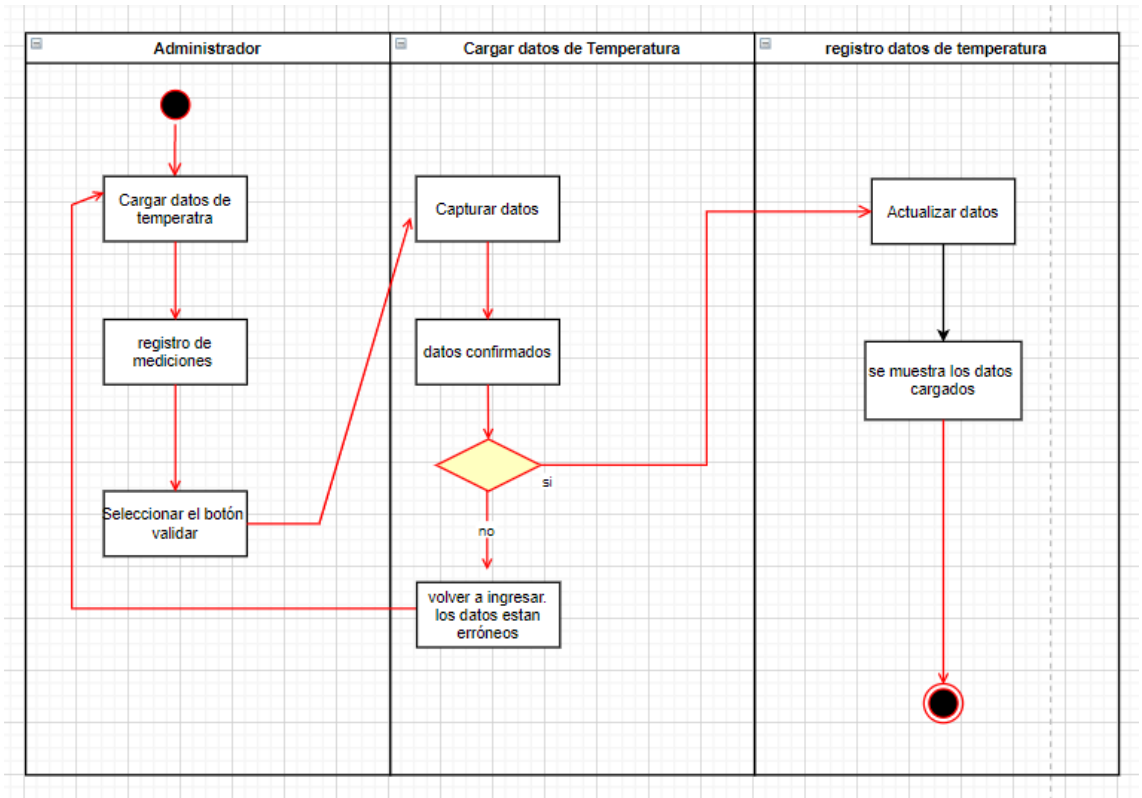 Administrador
Cargar datos de Temperatura
registro datos de temperatura
Cargar datos de
temperatra
registro de
mediciones
Seleccionar el botón
validar
Capturar datos
datos confirmados
si
no
volver a ingresar.
los datos estan
erróneos
Actualizar datos
se muestra los datos
cargados